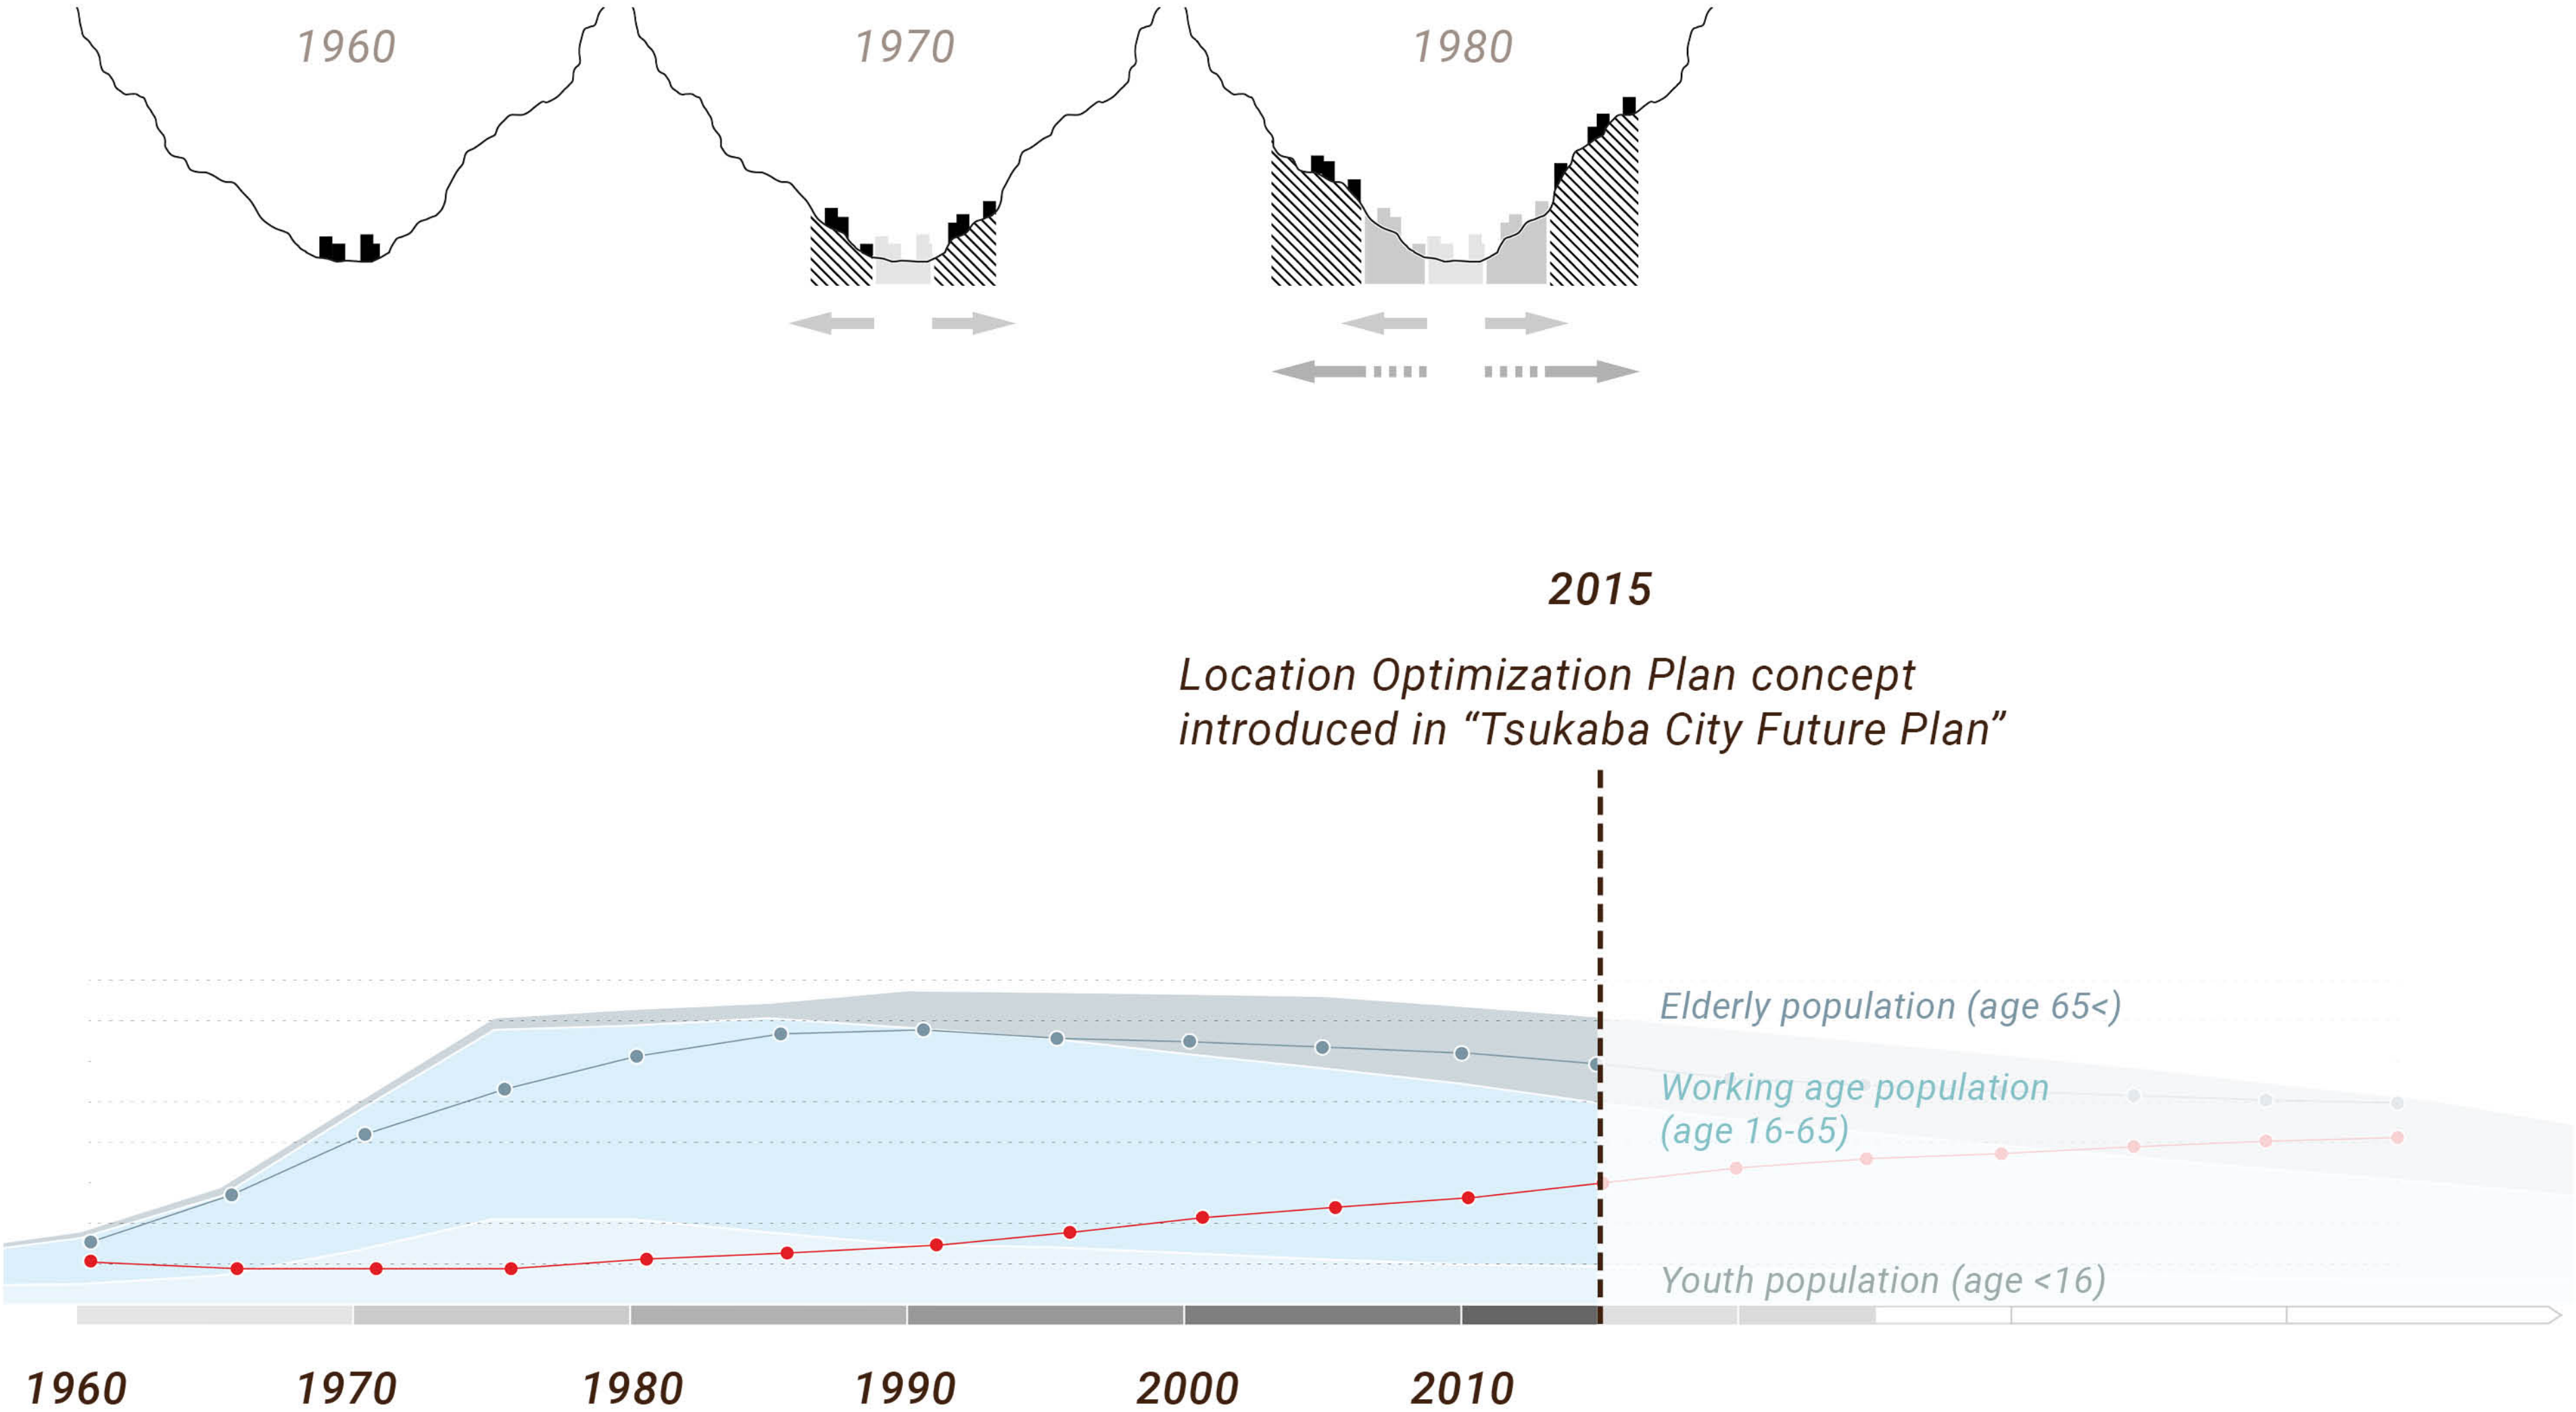 1960
1970
1980
2015
Location Optimization Plan concept
introduced in “Tsukaba City Future Plan”
Elderly population (age 65<)
Working age population
(age 16-65)
Youth population (age <16)
1960
1970
1980
1990
2000
2010